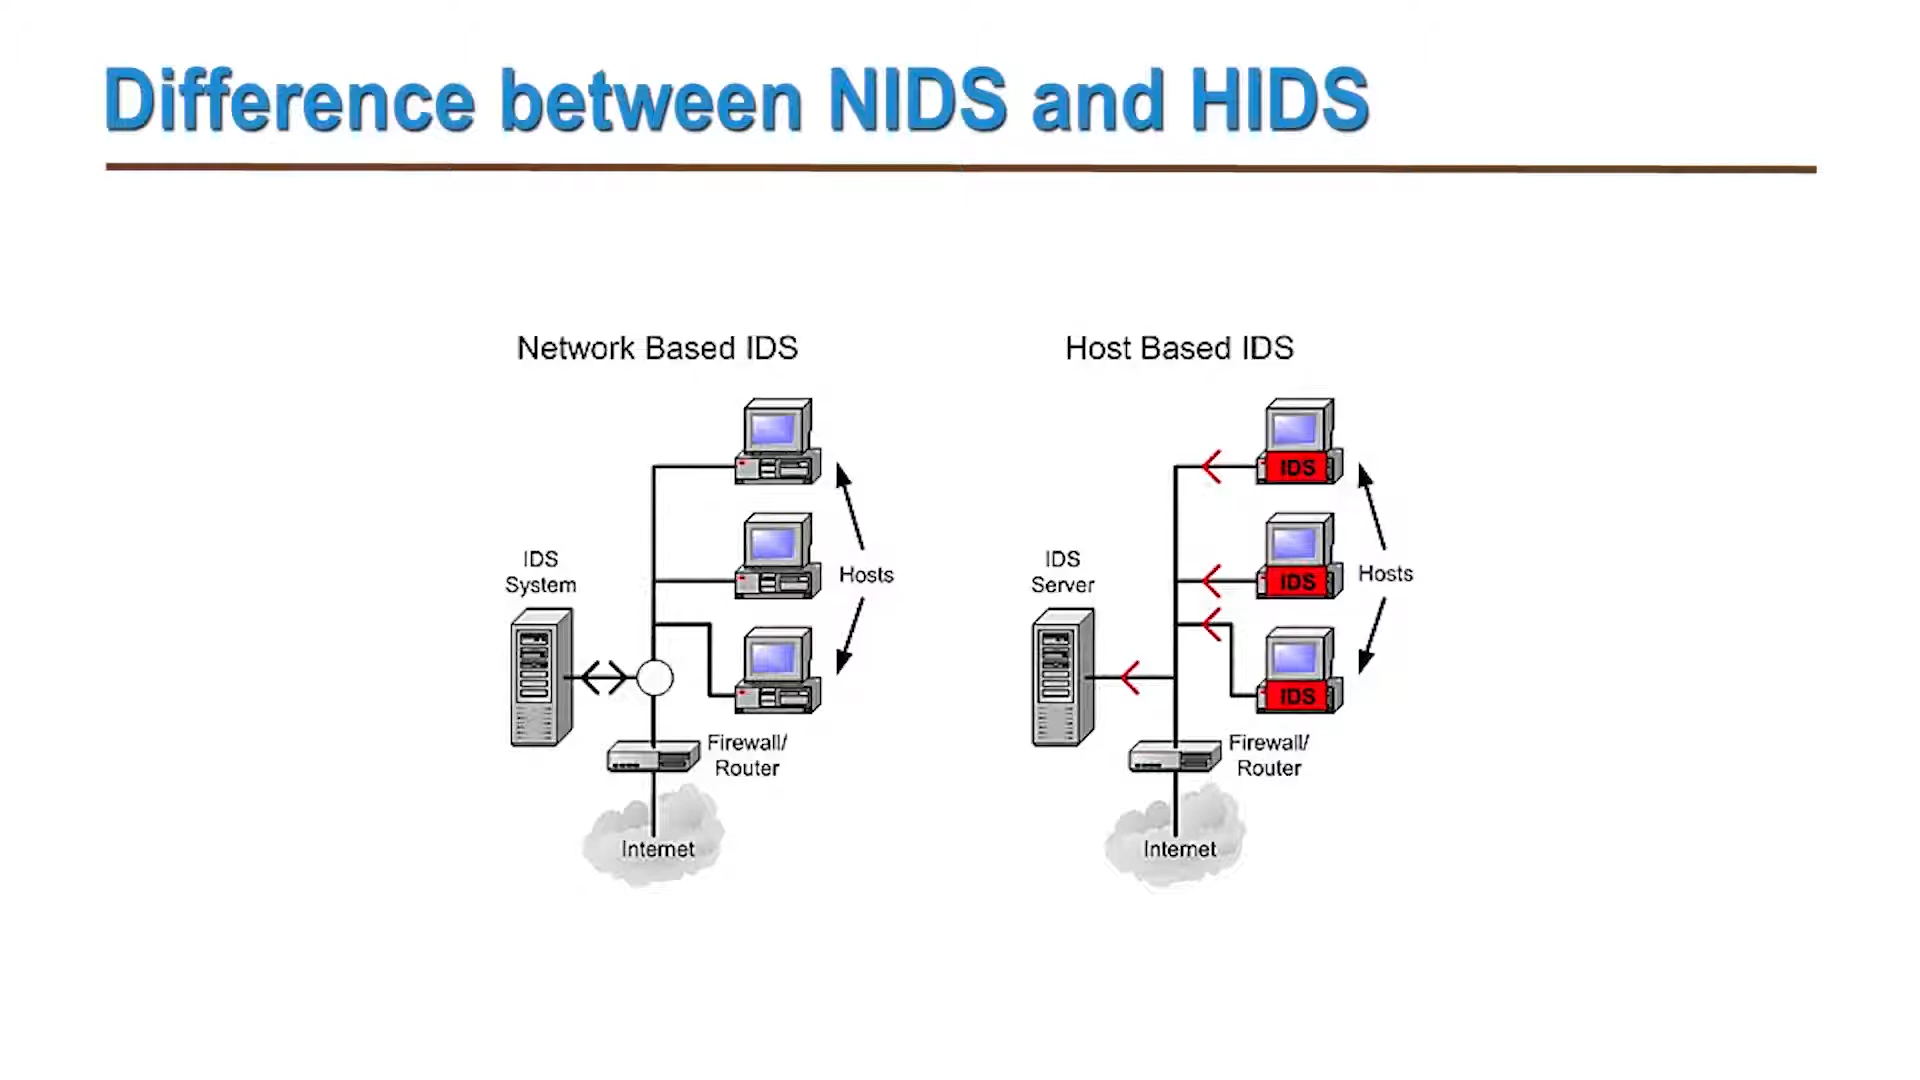 Difference between NIDS and HIDS
Network Based IDS
IDS
System
Hosts
Firewall/
Router
Internet
Host Based IDS
IDS
IDS
IDS
IDS
Server
Hosts
Firewall/
Router
Internet